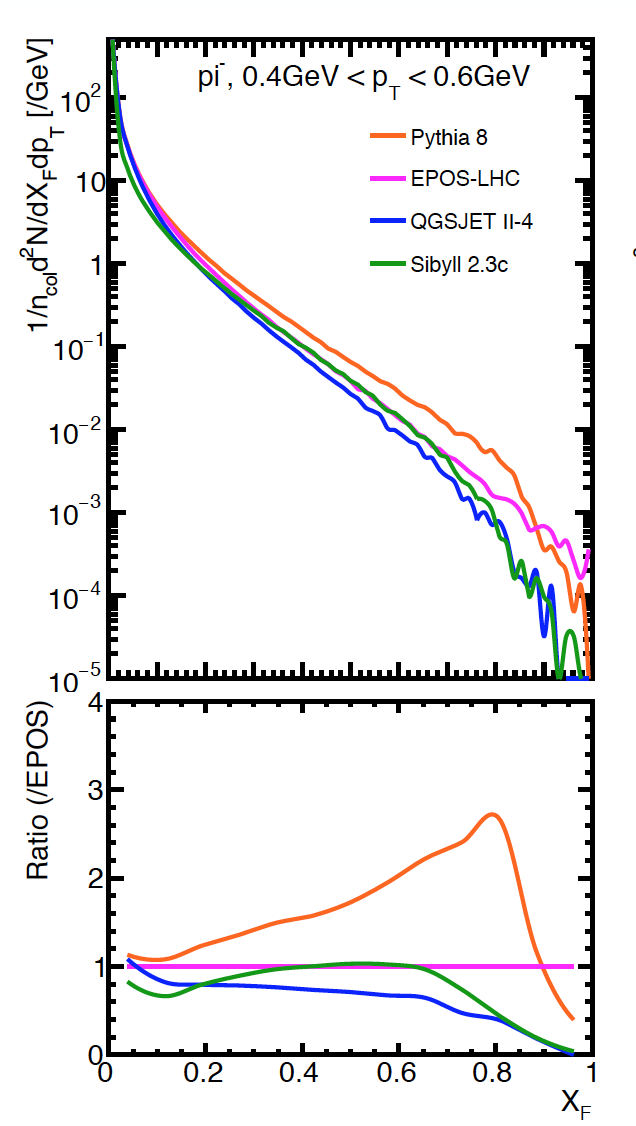 1/n_col d²N/dX_F dp_T [/GeV]
pi⁻, 0.4GeV < p_T < 0.6GeV
Pythia 8
EPOS-LHC
QGSJET II-4
Sibyll 2.3c
10²
10
1
10⁻¹
10⁻²
10⁻³
10⁻⁴
10⁻⁵
Ratio (/EPOS)
4
3
2
1
0
0 0.2 0.4 0.6 0.8 1
X_F